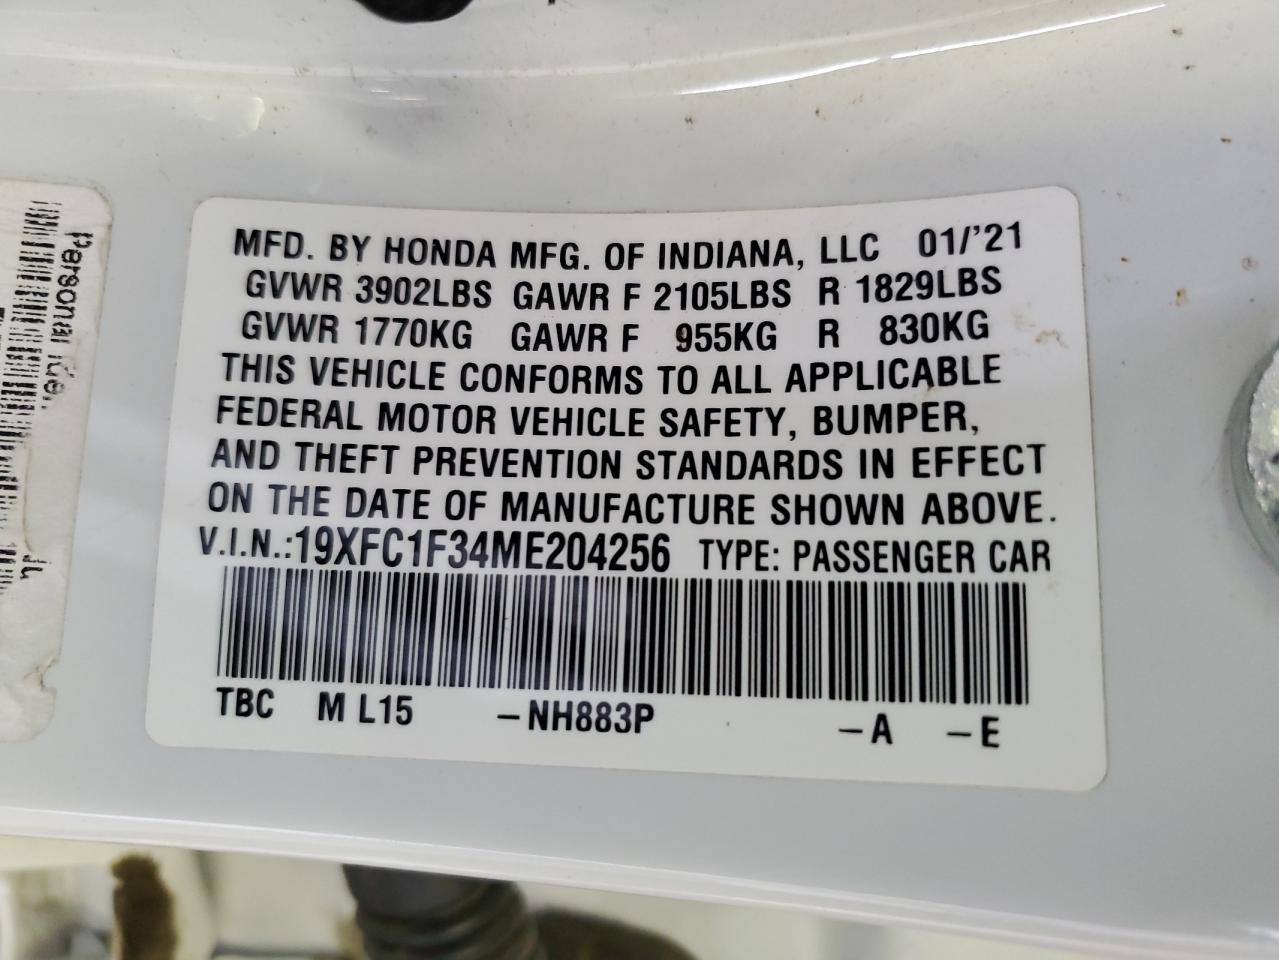 MFD. BY HONDA MFG. OF INDIANA, LLC 01/'21
GVWR 3902LBS GAWR F 2105LBS R 1829LBS
GVWR 1770KG GAWR F 955KG R 830KG
THIS VEHICLE CONFORMS TO ALL APPLICABLE
FEDERAL MOTOR VEHICLE SAFETY, BUMPER,
AND THEFT PREVENTION STANDARDS IN EFFECT
ON THE DATE OF MANUFACTURE SHOWN ABOVE.
V.I.N.:19XFC1F34ME204256 TYPE: PASSENGER CAR
TBC M L15 –NH883P –A –E
Personal